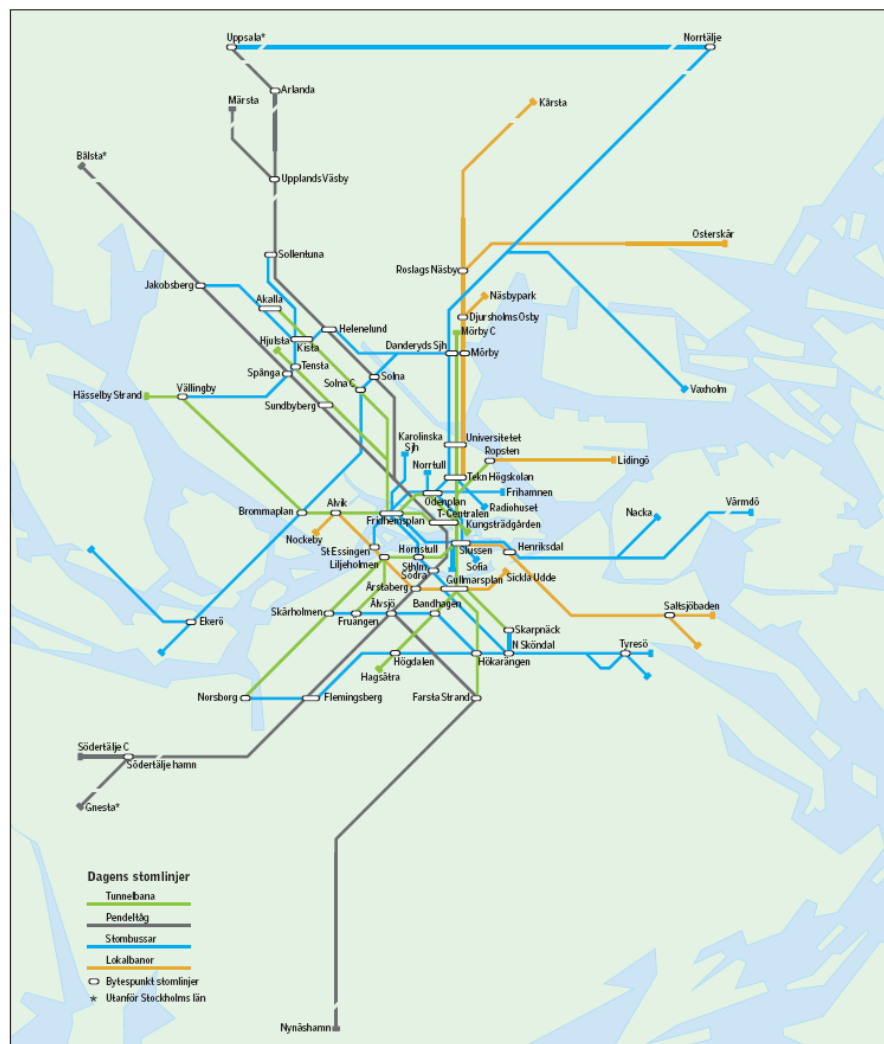 Uppsala*
Norrtälje
Arlanda
Märsta
Kårsta
Bålsta*
Upplands Väsby
Österskär
Sollentuna
Roslags Näsby
Jakobsberg
Näsbypark
Akalla
Djursholms Ösby
Mörby C
Helenelund
Hjulsta
Kista
Danderyds Sjh
Mörby
Tensta
Spånga
Solna C
Solna
Vaxholm
Hässelby Strand
Vällingby
Sundbyberg
Karolinska
Sjh
Universitetet
Ropsten
Norrtull
Lidingö
Tekn Högskolan
Odenplan
Frihamnen
Alvik
Radiohuset
Nacka
Värmdö
Brommaplan
T-Centralen
Fridhemsplan
Kungsträdgården
Nockeby
St Essingen
Hornstull
Slussen
Henriksdal
Liljeholmen
Sthlm
Södra
Sofia
Gullmarsplan
Sickla Udde
Årstaberg
Skärholmen
Älvsjö
Bandhagen
Saltsjöbaden
Ekerö
Fruängen
Skarpnäck
N Sköndal
Tyresö
Högdalen
Hökarängen
Hagsätra
Norsborg
Flemingsberg
Farsta Strand
Södertälje C
Södertälje hamn
Gnesta*
Dagens stomlinjer
Tunnelbana
Pendeltåg
Stombussar
Lokalbanor
Bytespunkt stomlinjer
* Utanför Stockholms län
Nynäshamn